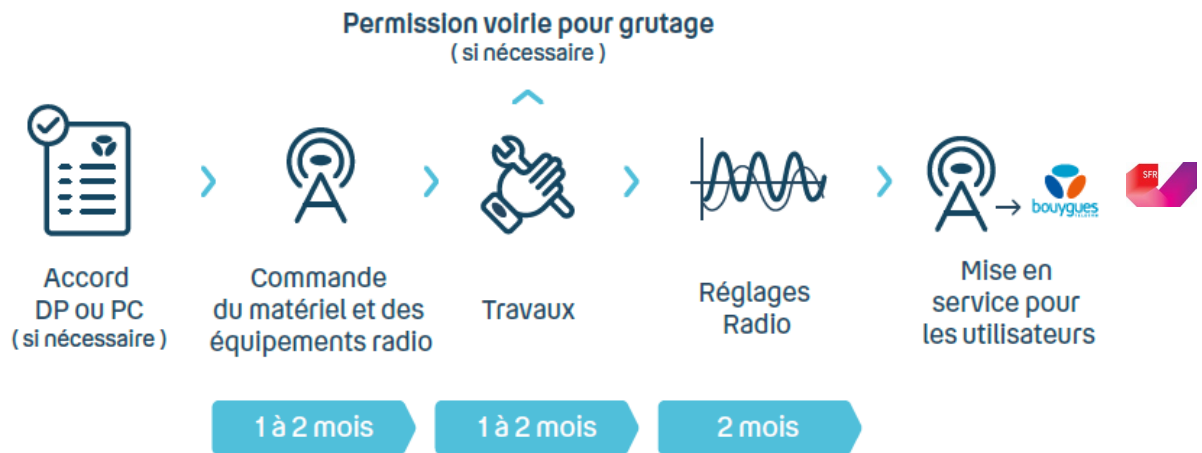 Permission voirie pour grutage
( si nécessaire )
Accord
DP ou PC
( si nécessaire )
Commande
du matériel et des
équipements radio
Travaux
Réglages
Radio
bouygues
TELECOM
SFR
Mise en
service pour
les utilisateurs
1 à 2 mois
1 à 2 mois
2 mois